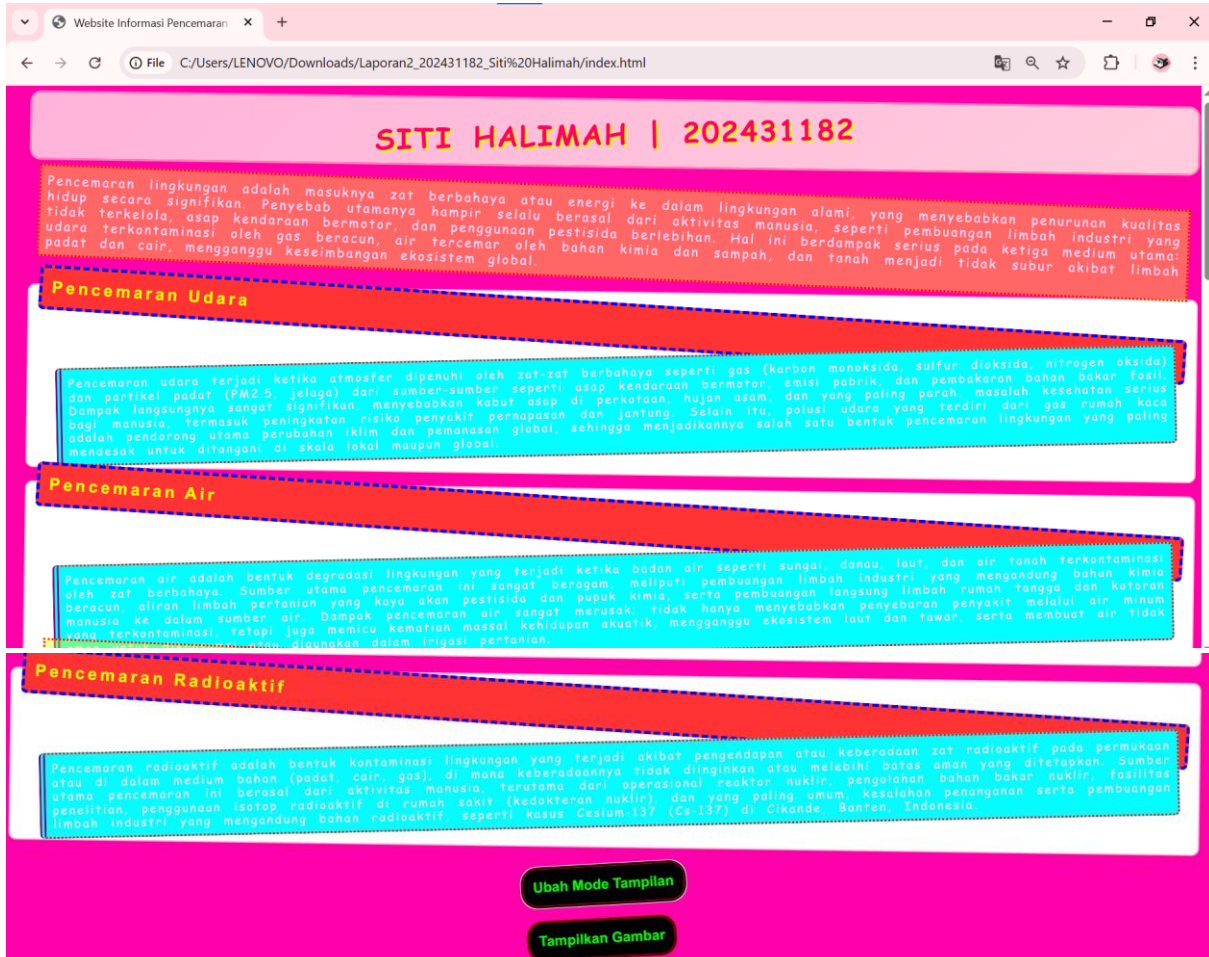 Website Informasi Pencemaran
File C:/Users/LENOVO/Downloads/Laporan2_202431182_Siti%20Halimah/index.html
SITI HALIMAH | 202431182
Pencemaran lingkungan adalah masuknya zat berbahaya atau energi ke dalam lingkungan alami, yang menyebabkan penurunan kualitas
hidup secara signifikan. Penyebab utamanya hampir selalu berasal dari aktivitas manusia, seperti pembuangan limbah industri yang
tidak terkelola, asap kendaraan bermotor, dan penggunaan pestisida berlebihan. Hal ini berdampak serius pada ketiga medium utama:
udara terkontaminasi oleh gas beracun, air tercemar oleh bahan kimia dan sampah, dan tanah menjadi tidak subur akibat limbah
padat dan cair, mengganggu keseimbangan ekosistem global.
Pencemaran Udara
Pencemaran udara terjadi ketika atmosfer dipenuhi oleh zat-zat berbahaya seperti gas (karbon monoksida, sulfur dioksida, nitrogen oksida)
dan partikel padat (PM2.5, jelaga) dari sumber-sumber seperti asap kendaraan bermotor, emisi pabrik, dan pembakaran bahan bakar fosil.
Dampak langsungnya sangat signifikan, menyebabkan kabut asap di perkotaan, hujan asam, dan yang paling parah, masalah kesehatan serius
bagi manusia, termasuk peningkatan risiko penyakit pernapasan dan jantung. Selain itu, polusi udara yang terdiri dari gas rumah kaca
adalah pendorong utama perubahan iklim dan pemanasan global, sehingga menjadikannya salah satu bentuk pencemaran lingkungan yang paling
mendesak untuk ditangani di skala lokal maupun global.
Pencemaran Air
Pencemaran air adalah bentuk degradasi lingkungan yang terjadi ketika badan air seperti sungai, danau, laut, dan air tanah terkontaminasi
oleh zat berbahaya. Sumber utama pencemaran ini sangat beragam, meliputi pembuangan limbah industri yang mengandung bahan kimia
beracun, aliran limbah pertanian yang kaya akan pestisida dan pupuk kimia, serta pembuangan langsung limbah rumah tangga dan kotoran
manusia ke dalam sumber air. Dampak pencemaran air sangat merusak; tidak hanya menyebabkan penyebaran penyakit melalui air minum
yang terkontaminasi, tetapi juga memicu kematian massal kehidupan akuatik, mengganggu ekosistem laut dan tawar, serta membuat air tidak
digunakan dalam irigasi pertanian.
Pencemaran Radioaktif
Pencemaran radioaktif adalah bentuk kontaminasi lingkungan yang terjadi akibat pengendapan atau keberadaan zat radioaktif pada permukaan
atau di dalam medium bahan (padat, cair, gas), di mana keberadaannya tidak diinginkan atau melebihi batas aman yang ditetapkan. Sumber
utama pencemaran ini berasal dari aktivitas manusia, terutama dari operasional reaktor nuklir, pengolahan bahan bakar nuklir, fasilitas
penelitian, penggunaan isotop radioaktif di rumah sakit (kedokteran nuklir), dan yang paling umum, kesalahan penanganan serta pembuangan
limbah industri yang mengandung bahan radioaktif, seperti kasus Cesium-137 (Cs-137) di Cikande, Banten, Indonesia.
Ubah Mode Tampilan
Tampilkan Gambar